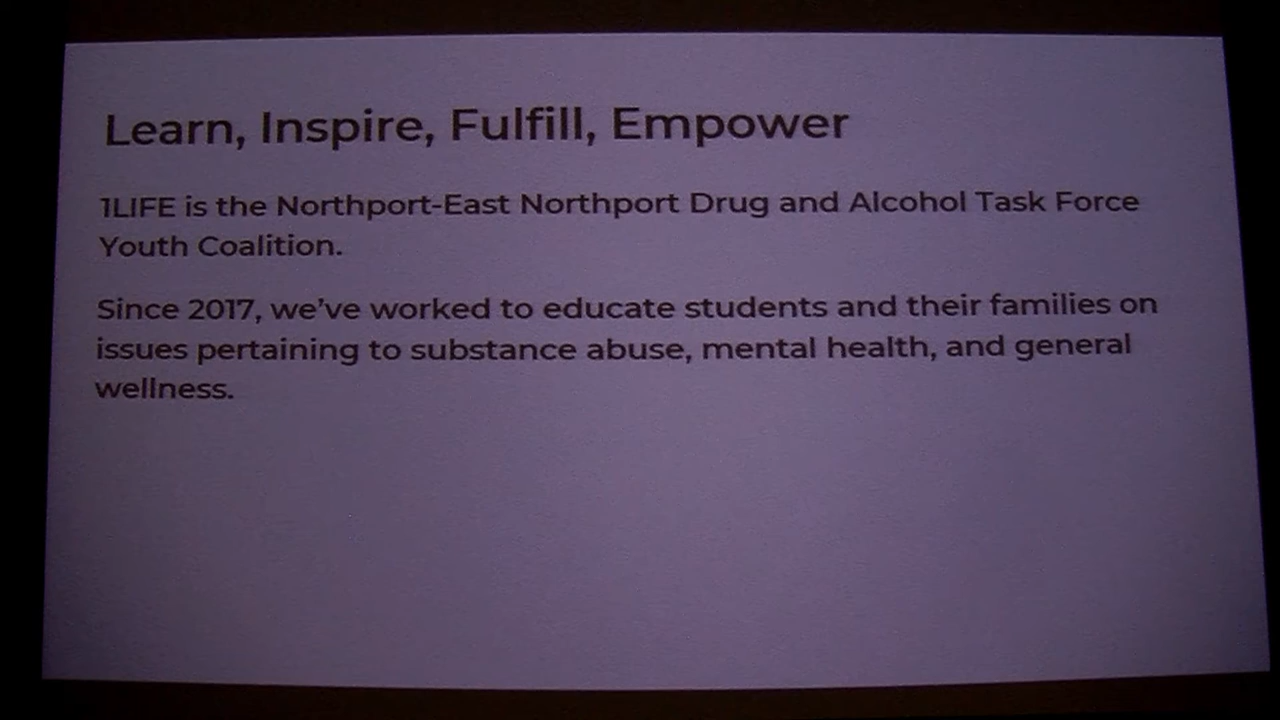 Learn, Inspire, Fulfill, Empower
1LIFE is the Northport-East Northport Drug and Alcohol Task Force
Youth Coalition.
Since 2017, we’ve worked to educate students and their families on
issues pertaining to substance abuse, mental health, and general
wellness.